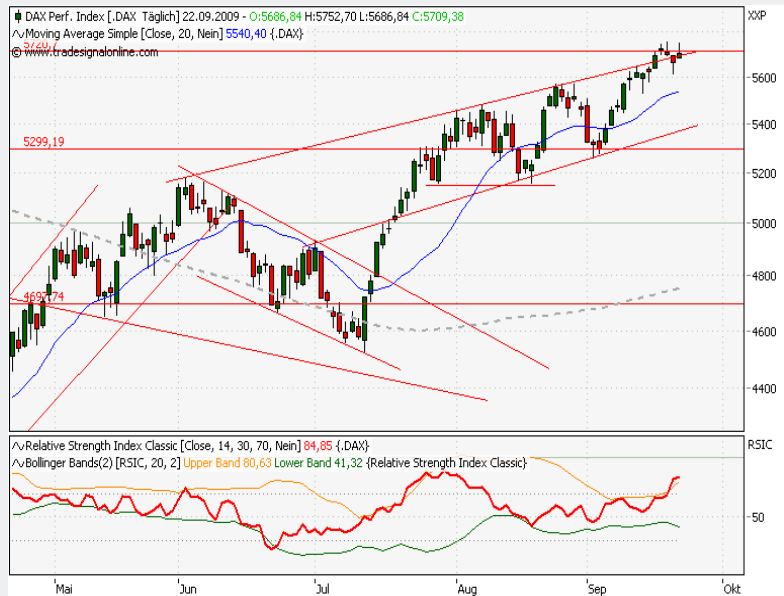 DAX Perf. Index [.DAX Täglich] 22.09.2009 - O:5686,84 H:5752,70 L:5686,84 C:5709,38
XXP
Moving Average Simple [Close, 20, Nein] 5540,40 {.DAX}
© www.tradesignalonline.com
5600
5400
5299,19
5200
5000
4800
4697,74
4600
4400
Relative Strength Index Classic [Close, 14, 30, 70, Nein] 84,85 {.DAX}
RSIC
Bollinger Bands(2) [RSIC, 20, 2] Upper Band 80,63 Lower Band 41,32 {Relative Strength Index Classic}
50
Mai Jun Jul Aug Sep Okt